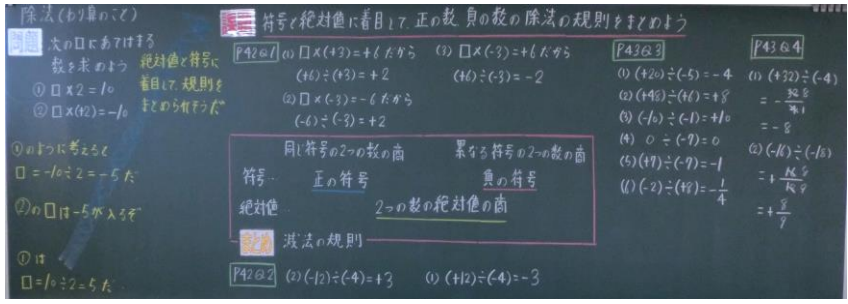 除法(わり算のこと)
問題 次の□にあてはまる
数を求めよう
① □×2=10
② □×(+2)=-10
絶対値と符号に
着目して、規則を
まとめられそうだ
①のように考えると
□=-10÷2=-5だ
②の□は-5が入るぞ
①は
□=10÷2=5だ
符号と絶対値に着目して、正の数、負の数の除法の規則をまとめよう
P42Q1 (1) □×(+3)=+6だから
(+6)÷(+3)=+2
(2) □×(-3)=-6だから
(-6)÷(-3)=+2
(3) □×(-3)=+6だから
(+6)÷(-3)=-2
同じ符号の2つの数の商 異なる符号の2つの数の商
符号… 正の符号 負の符号
絶対値… 2つの数の絶対値の商
まとめ 減法の規則
P42Q2 (2) (-12)÷(-4)=+3 (1) (+12)÷(-4)=-3
P43Q3
(1) (+20)÷(-5)=-4
(2) (+48)÷(+6)=+8
(3) (-10)÷(-1)=+10
(4) 0÷(-7)=0
(5) (+7)÷(-7)=-1
(6) (-2)÷(+8)=-1/4
P43Q4
(1) (+32)÷(-4)
=-8
(2) (-16)÷(-18)
=+8/9